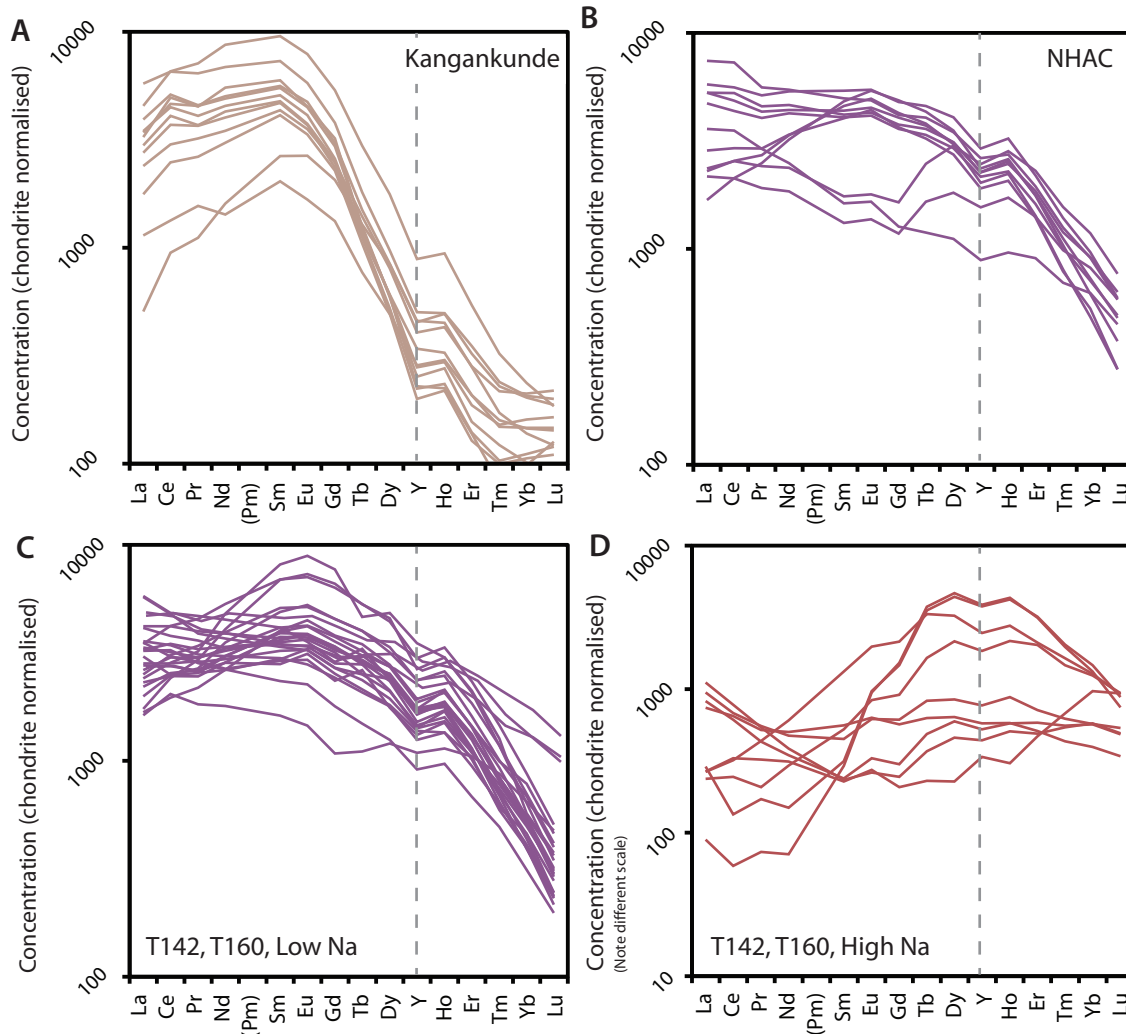 A
Kangankunde
Concentration (chondrite normalised)
10000
1000
100
La Ce Pr Nd (Pm) Sm Eu Gd Tb Dy Y Ho Er Tm Yb Lu
B
NHAC
Concentration (chondrite normalised)
10000
1000
100
La Ce Pr Nd (Pm) Sm Eu Gd Tb Dy Y Ho Er Tm Yb Lu
C
T142, T160, Low Na
Concentration (chondrite normalised)
10000
1000
100
La Ce Pr Nd (Pm) Sm Eu Gd Tb Dy Y Ho Er Tm Yb Lu
D
T142, T160, High Na
Concentration (chondrite normalised)
(Note different scale)
10000
1000
100
10
La Ce Pr Nd (Pm) Sm Eu Gd Tb Dy Y Ho Er Tm Yb Lu